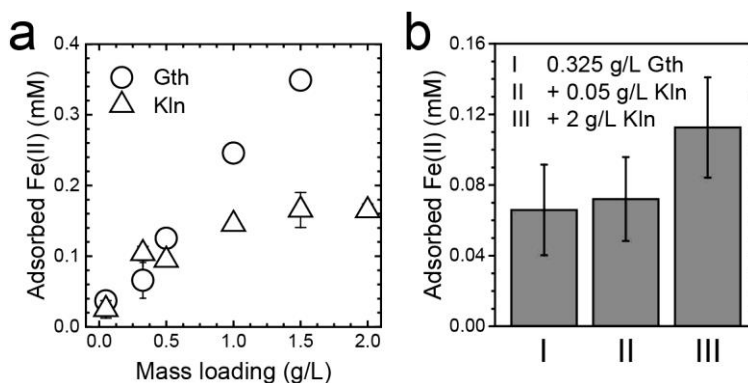 a
Adsorbed Fe(II) (mM)
0.4
0.3
0.2
0.1
0.0
Gth
Kln
0.0 0.5 1.0 1.5 2.0
Mass loading (g/L)
b
Adsorbed Fe(II) (mM)
0.16
0.12
0.08
0.04
0.00
I 0.325 g/L Gth
II + 0.05 g/L Kln
III + 2 g/L Kln
I II III